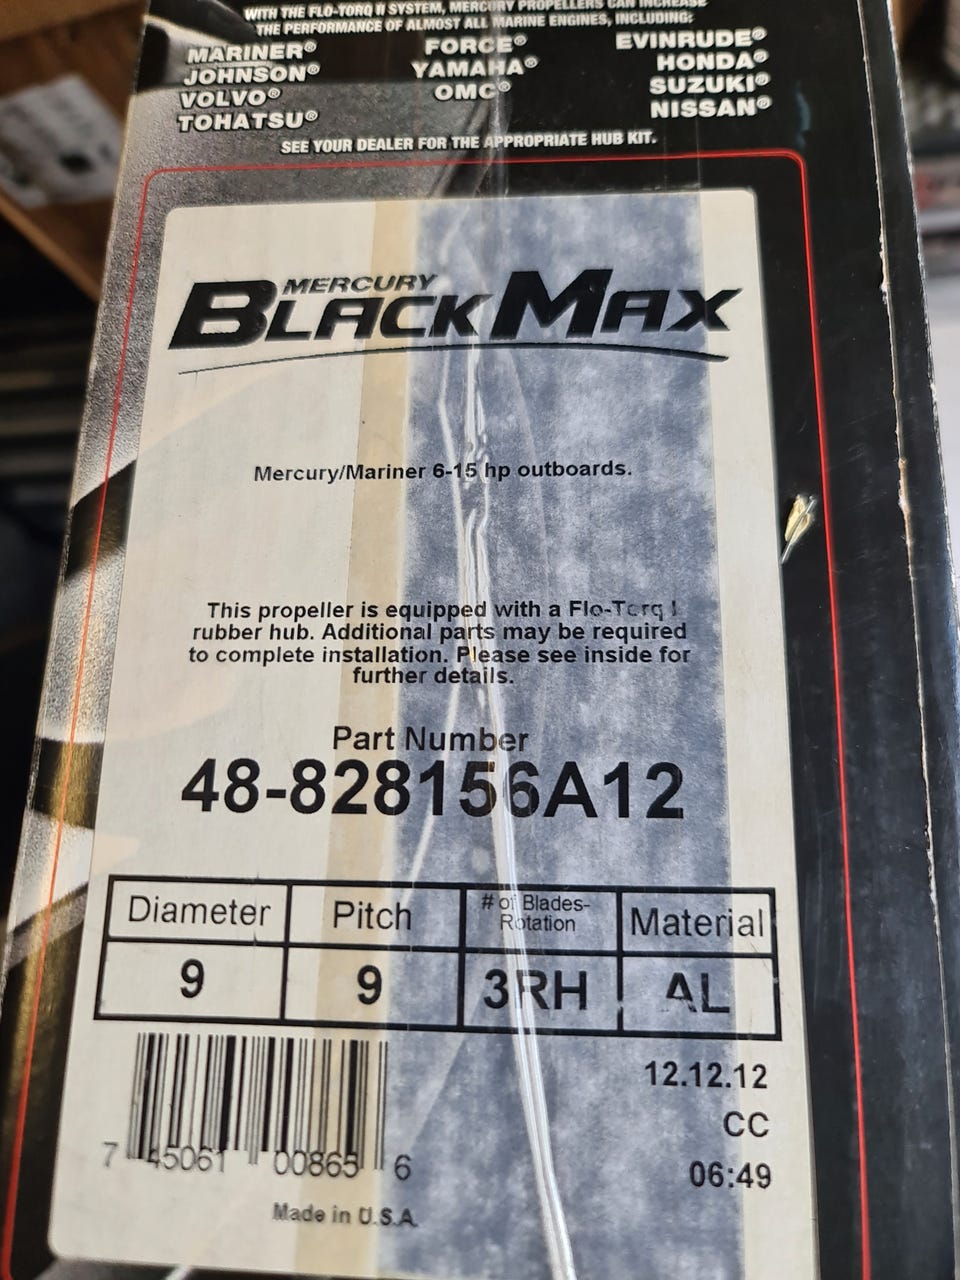 WITH THE FLO-TORQ II SYSTEM, MERCURY PROPELLERS CAN INCREASE
THE PERFORMANCE OF ALMOST ALL MARINE ENGINES, INCLUDING:
MARINER® FORCE® EVINRUDE®
JOHNSON® YAMAHA® HONDA®
VOLVO® OMC® SUZUKI®
TOHATSU® NISSAN®
SEE YOUR DEALER FOR THE APPROPRIATE HUB KIT.
MERCURY
BLACK MAX
Mercury/Mariner 6-15 hp outboards.
This propeller is equipped with a Flo-Torq I
rubber hub. Additional parts may be required
to complete installation. Please see inside for
further details.
Part Number
48-828156A12
Diameter Pitch # of Blades- Material
Rotation
9 9 3RH AL
12.12.12
CC
7 45061 00865 6
06:49
Made in U.S.A.